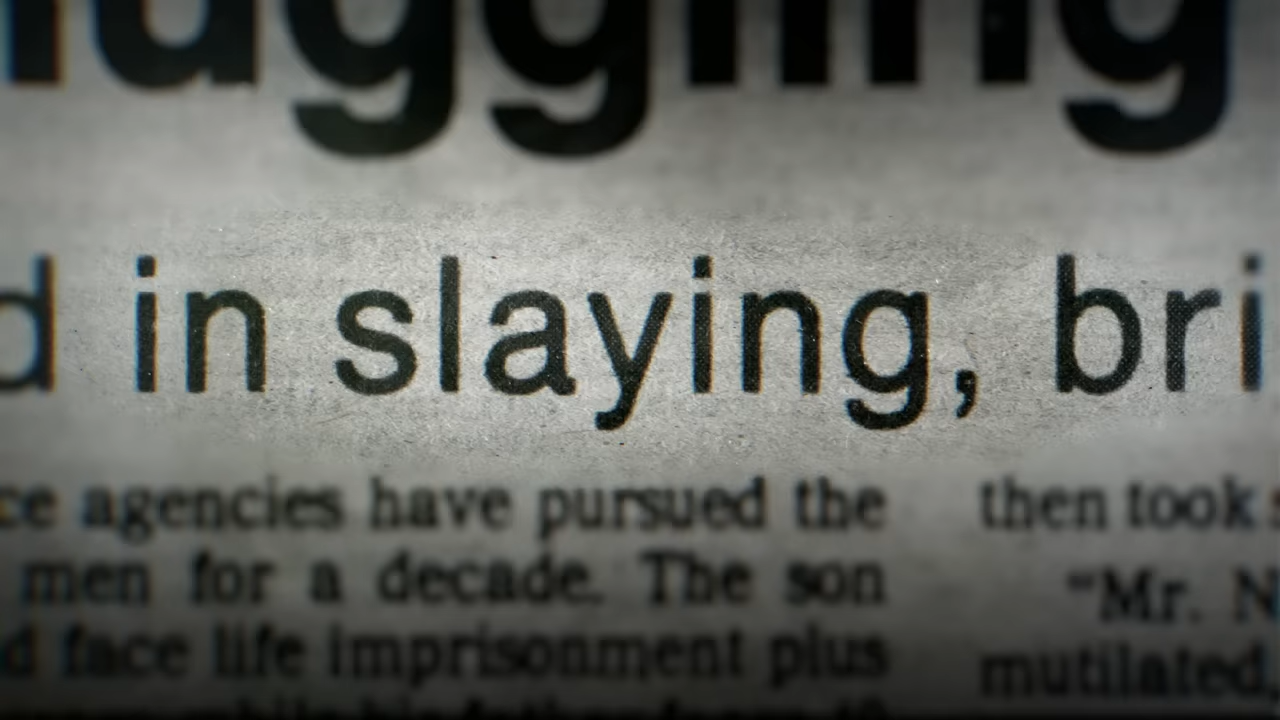 uggling
d in slaying, bri
ce agencies have pursued the
men for a decade. The son
d face life imprisonment plus
then took
"Mr. N
mutilated,